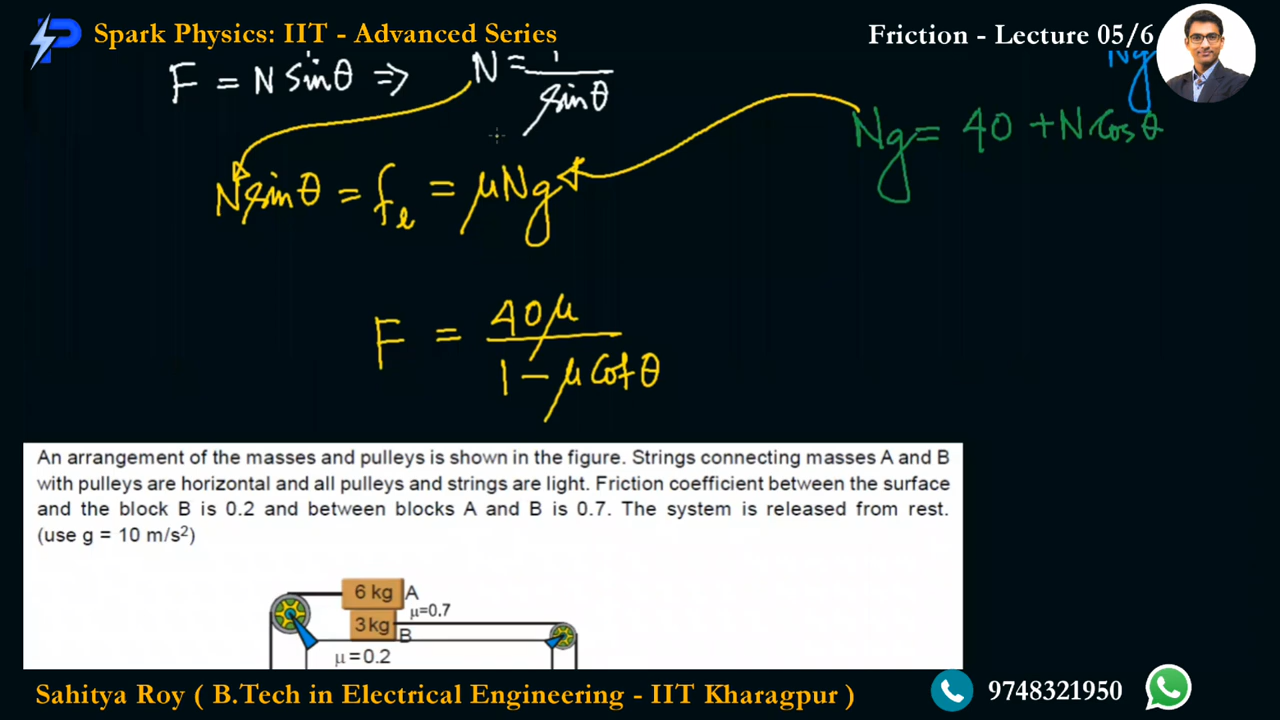 Spark Physics: IIT - Advanced Series
Friction - Lecture 05/6
F = N sinθ ⇒ N = 1/sinθ
Ng
Ng = 40 + N cosθ
N sinθ = fℓ = μNg
F = 40μ / 1 - μ cotθ
An arrangement of the masses and pulleys is shown in the figure. Strings connecting masses A and B
with pulleys are horizontal and all pulleys and strings are light. Friction coefficient between the surface
and the block B is 0.2 and between blocks A and B is 0.7. The system is released from rest.
(use g = 10 m/s²)
6 kg A
μ=0.7
3kg B
μ = 0.2
Sahitya Roy ( B.Tech in Electrical Engineering - IIT Kharagpur )
9748321950